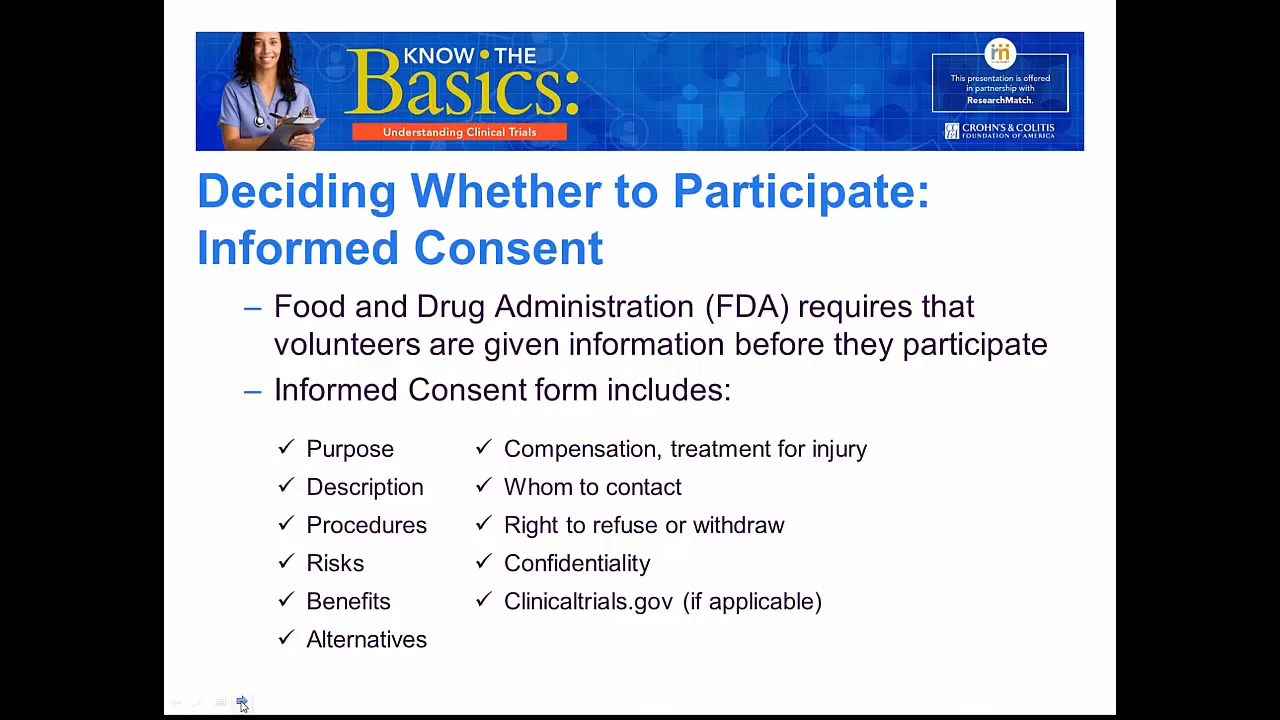 KNOW THE
Basics:
Understanding Clinical Trials
This presentation is offered
in partnership with
ResearchMatch.
CROHN'S & COLITIS
FOUNDATION OF AMERICA
Deciding Whether to Participate:
Informed Consent
– Food and Drug Administration (FDA) requires that
volunteers are given information before they participate
– Informed Consent form includes:
✓ Purpose
✓ Description
✓ Procedures
✓ Risks
✓ Benefits
✓ Alternatives
✓ Compensation, treatment for injury
✓ Whom to contact
✓ Right to refuse or withdraw
✓ Confidentiality
✓ Clinicaltrials.gov (if applicable)